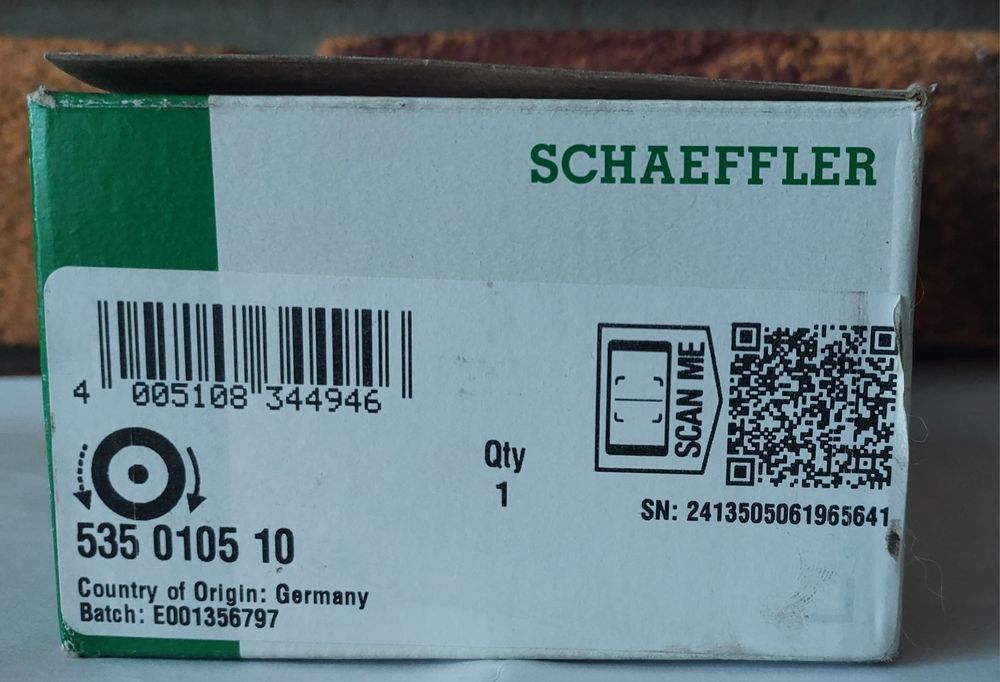 SCHAEFFLER
4 005108 344946
SCAN ME
Qty
1
SN: 2413505061965641
535 0105 10
Country of Origin: Germany
Batch: E001356797